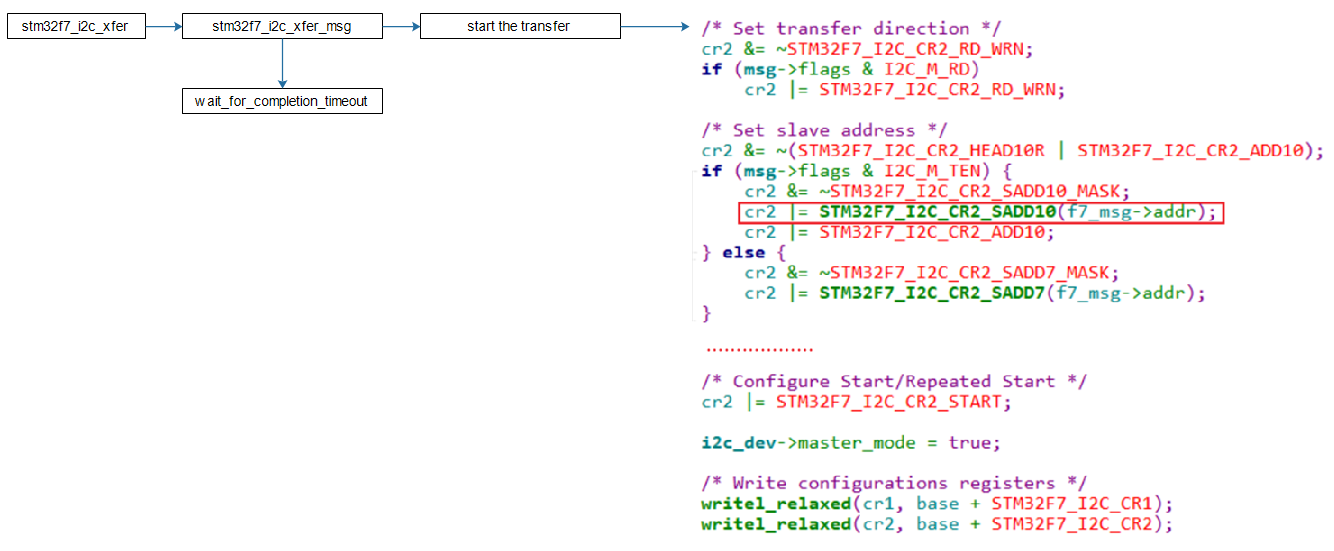 stm32f7_i2c_xfer
stm32f7_i2c_xfer_msg
start the transfer
wait_for_completion_timeout
/* Set transfer direction */
cr2 &= ~STM32F7_I2C_CR2_RD_WRN;
if (msg->flags & I2C_M_RD)
    cr2 |= STM32F7_I2C_CR2_RD_WRN;
/* Set slave address */
cr2 &= ~(STM32F7_I2C_CR2_HEAD10R | STM32F7_I2C_CR2_ADD10);
if (msg->flags & I2C_M_TEN) {
    cr2 &= ~STM32F7_I2C_CR2_SADD10_MASK;
    cr2 |= STM32F7_I2C_CR2_SADD10(f7_msg->addr);
    cr2 |= STM32F7_I2C_CR2_ADD10;
} else {
    cr2 &= ~STM32F7_I2C_CR2_SADD7_MASK;
    cr2 |= STM32F7_I2C_CR2_SADD7(f7_msg->addr);
}
..................
/* Configure Start/Repeated Start */
cr2 |= STM32F7_I2C_CR2_START;
i2c_dev->master_mode = true;
/* Write configurations registers */
writel_relaxed(cr1, base + STM32F7_I2C_CR1);
writel_relaxed(cr2, base + STM32F7_I2C_CR2);